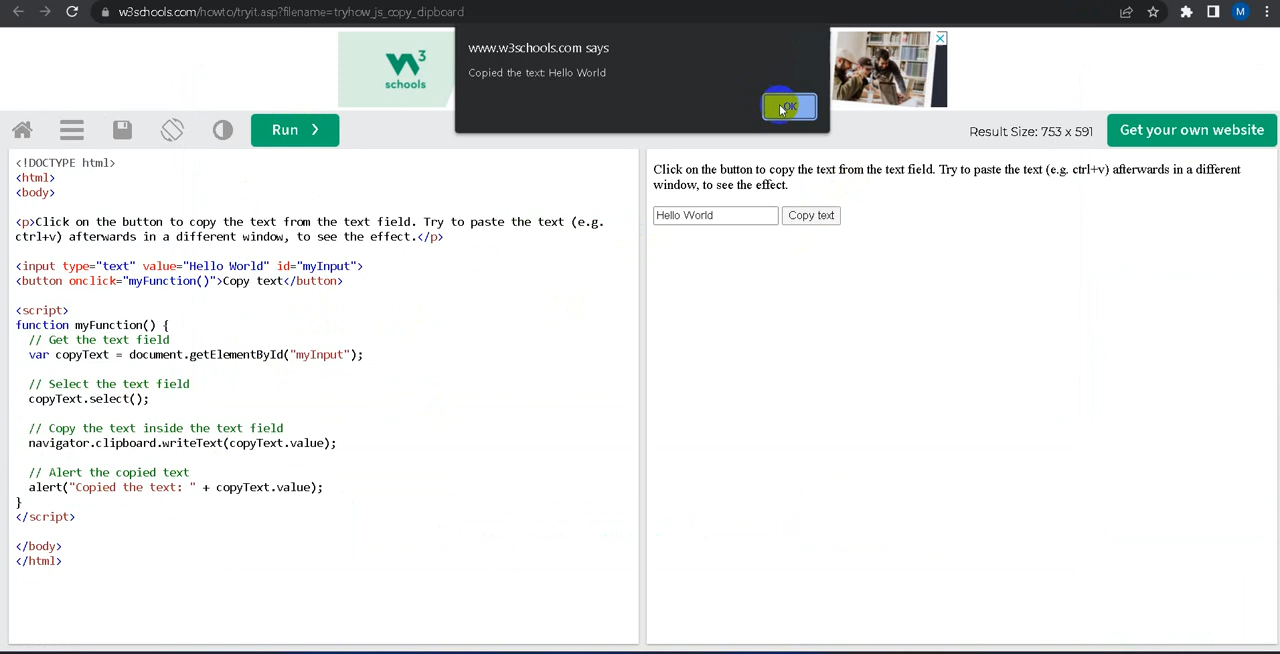 w3schools.com/howto/tryit.asp?filename=tryhow_js_copy_clipboard
M
W3
schools
www.w3schools.com says
Copied the text: Hello World
OK
Run
Result Size: 753 x 591
Get your own website
<!DOCTYPE html>
<html>
<body>
<p>Click on the button to copy the text from the text field. Try to paste the text (e.g.
ctrl+v) afterwards in a different window, to see the effect.</p>
<input type="text" value="Hello World" id="myInput">
<button onclick="myFunction()">Copy text</button>
<script>
function myFunction() {
// Get the text field
var copyText = document.getElementById("myInput");
// Select the text field
copyText.select();
// Copy the text inside the text field
navigator.clipboard.writeText(copyText.value);
// Alert the copied text
alert("Copied the text: " + copyText.value);
}
</script>
</body>
</html>
Click on the button to copy the text from the text field. Try to paste the text (e.g. ctrl+v) afterwards in a different
window, to see the effect.
Hello World
Copy text